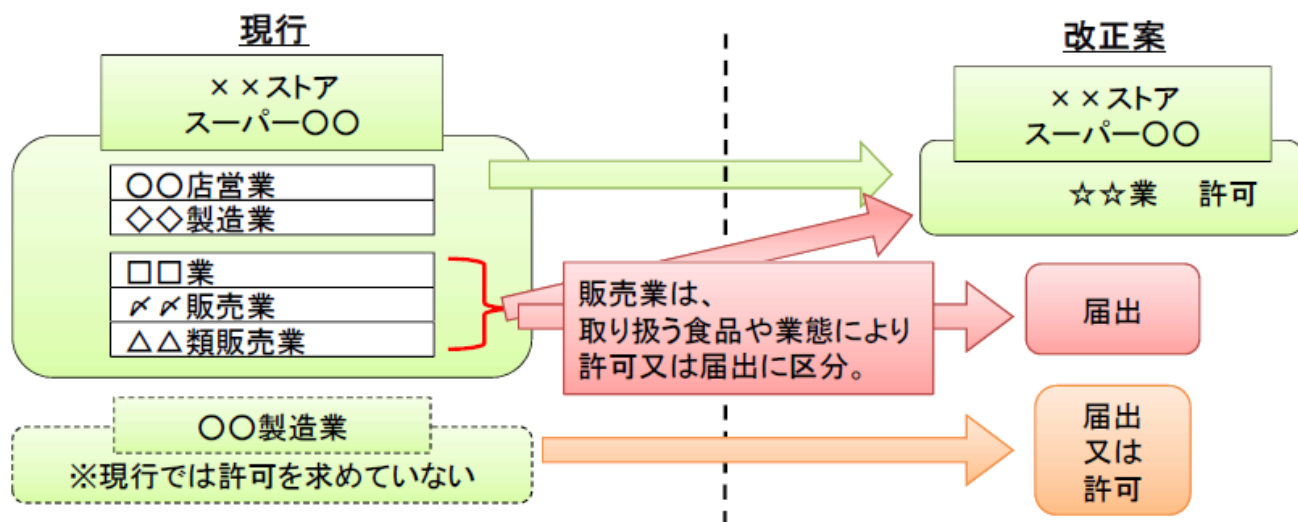 現行
××ストア
スーパー〇〇
〇〇店営業
◇◇製造業
□□業
〆〆販売業
△△類販売業
〇〇製造業
※現行では許可を求めていない
販売業は、
取り扱う食品や業態により
許可又は届出に区分。
改正案
××ストア
スーパー〇〇
☆☆業 許可
届出
届出
又は
許可